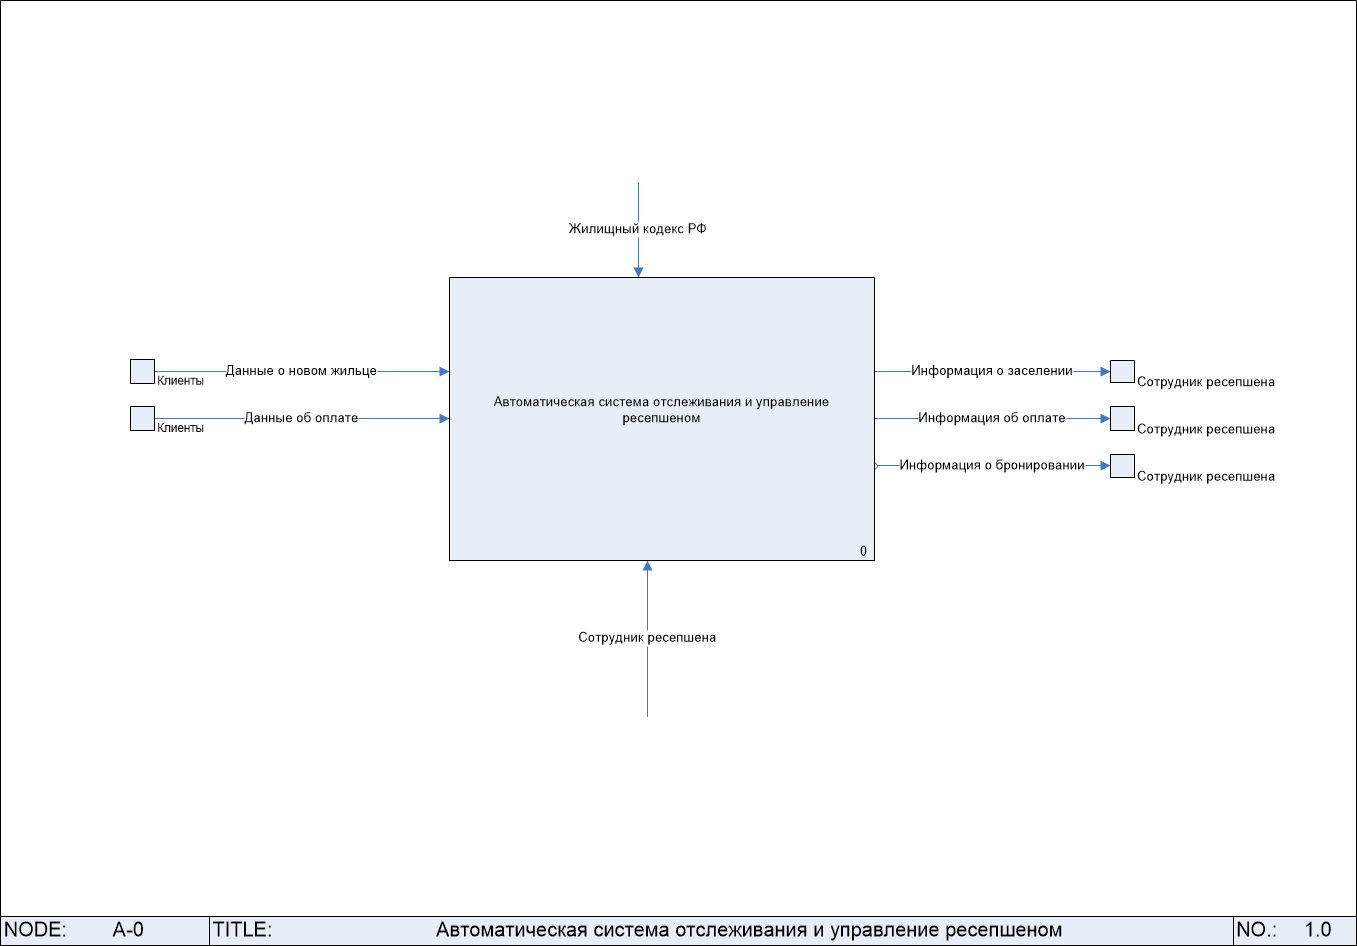 Жилищный кодекс РФ
Данные о новом жильце
Клиенты
Данные об оплате
Клиенты
Автоматическая система отслеживания и управление
ресепшеном
0
Информация о заселении
Сотрудник ресепшена
Информация об оплате
Сотрудник ресепшена
Информация о бронировании
Сотрудник ресепшена
Сотрудник ресепшена
NODE: A-0 TITLE: Автоматическая система отслеживания и управление ресепшеном NO.: 1.0